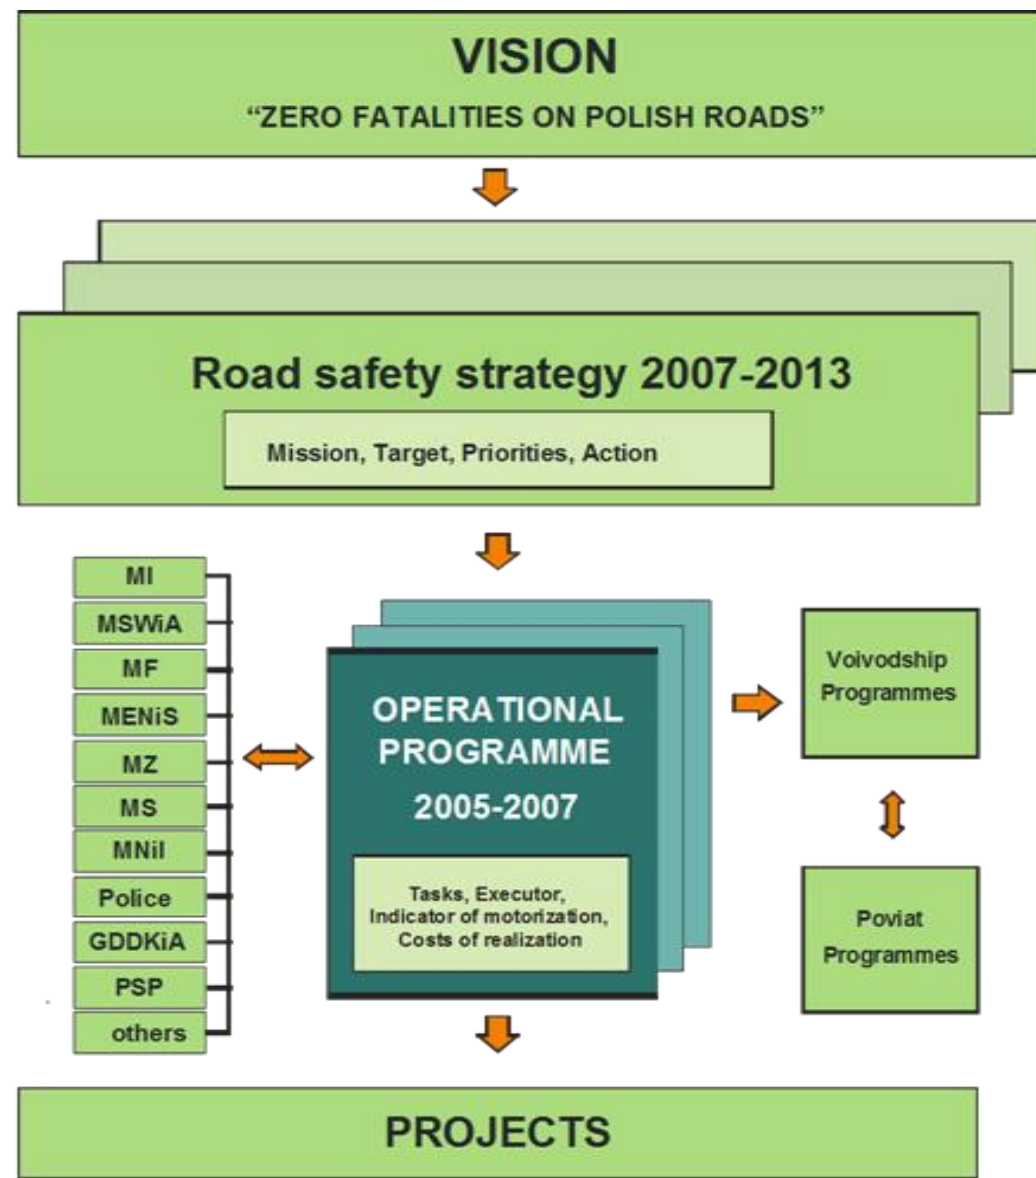 VISION
“ZERO FATALITIES ON POLISH ROADS”
Road safety strategy 2007-2013
Mission, Target, Priorities, Action
MI
MSWiA
MF
MENiS
MZ
MS
MNiI
Police
GDDKiA
PSP
others
OPERATIONAL
PROGRAMME
2005-2007
Tasks, Executor,
Indicator of motorization,
Costs of realization
Voivodship
Programmes
Poviat
Programmes
PROJECTS